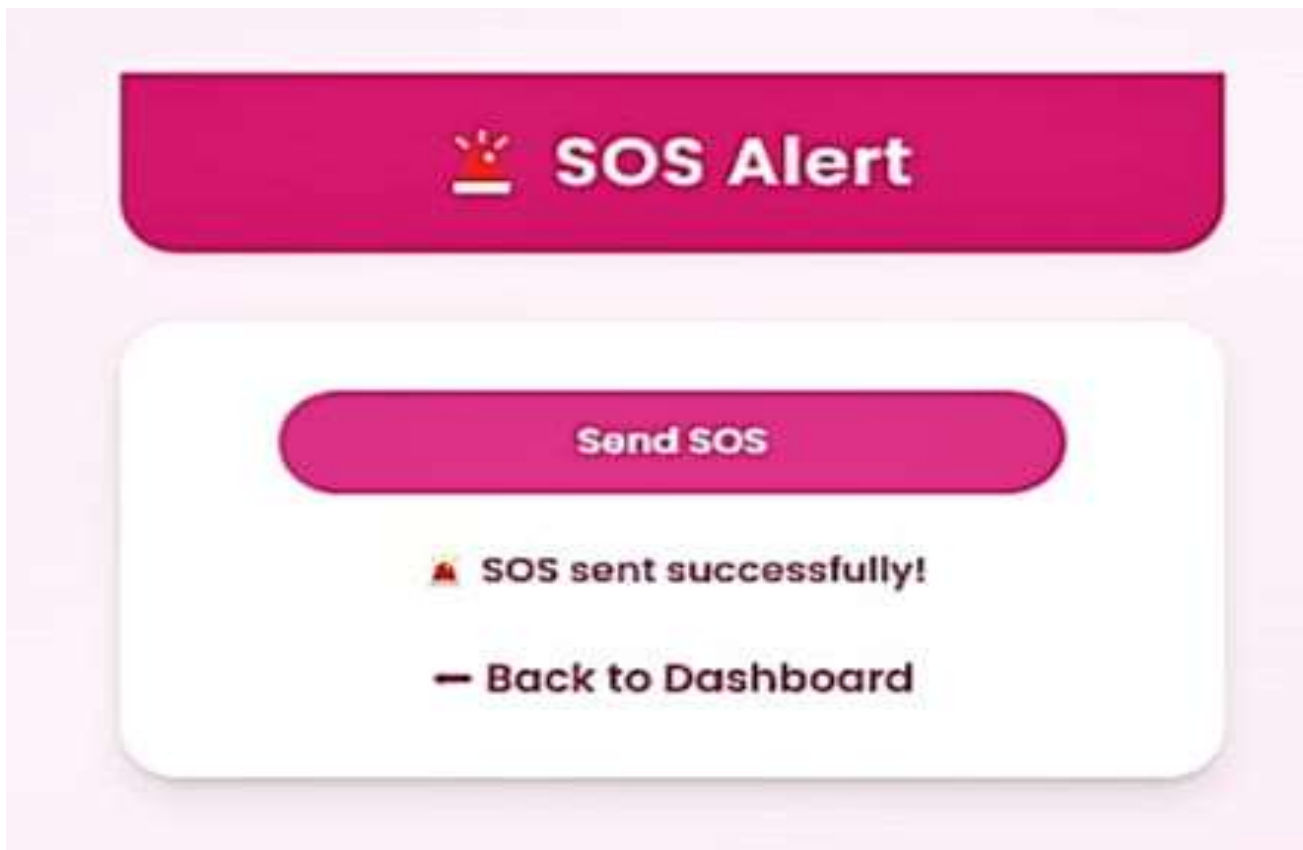 🚨 SOS Alert
Send SOS
🚨 SOS sent successfully!
— Back to Dashboard